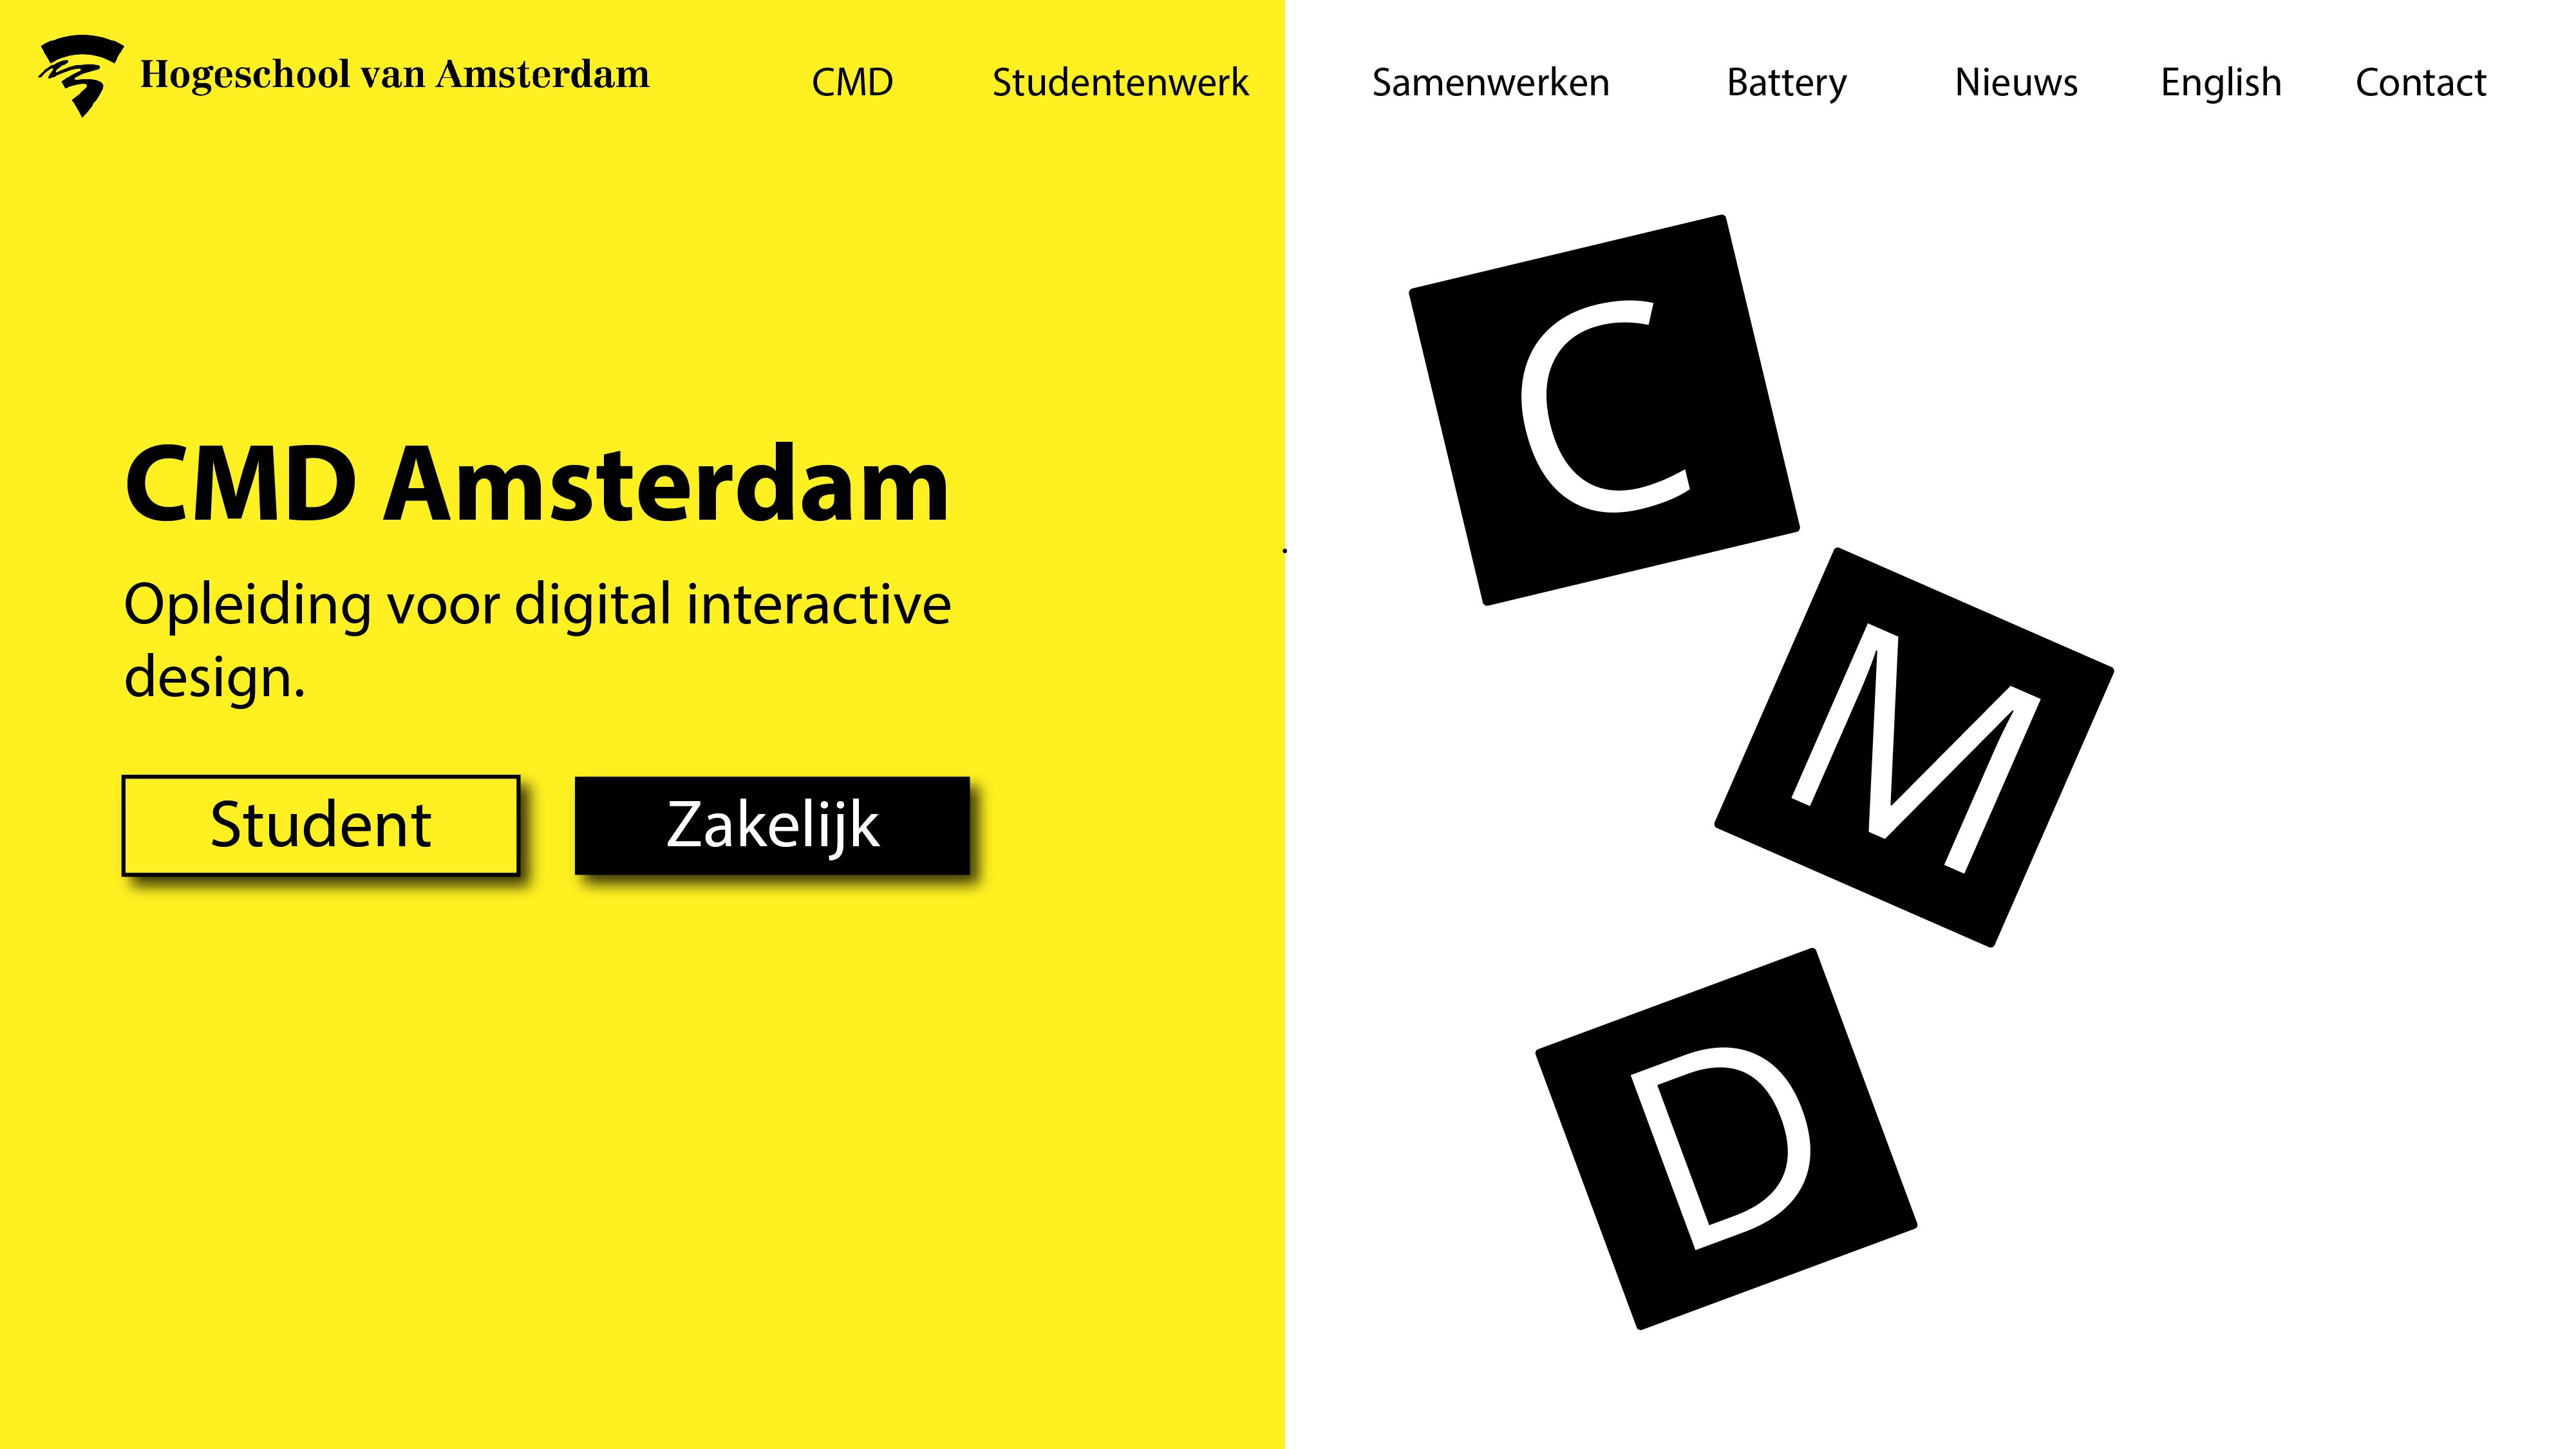 Hogeschool van Amsterdam
CMD
Studentenwerk
Samenwerken
Battery
Nieuws
English
Contact
CMD Amsterdam
Opleiding voor digital interactive
design.
Student
Zakelijk
C
M
D